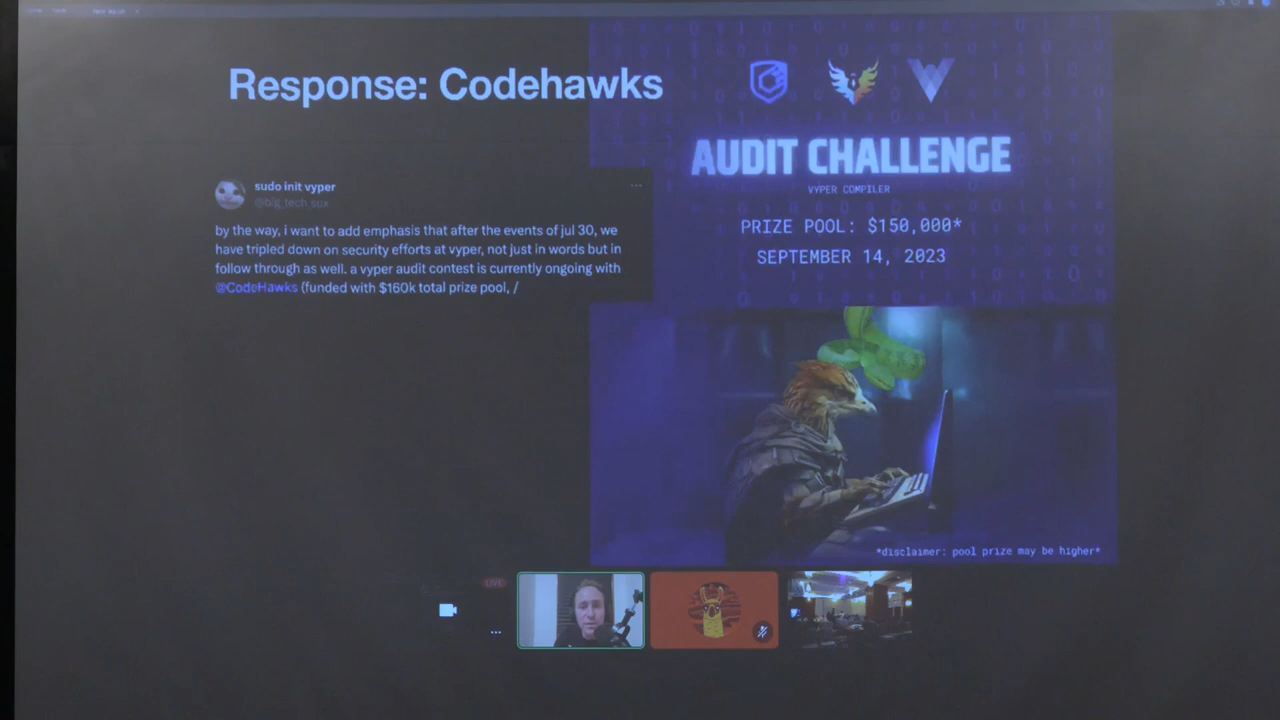 Response: Codehawks
sudo init vyper
@big_tech_sux
by the way, i want to add emphasis that after the events of jul 30, we
have tripled down on security efforts at vyper, not just in words but in
follow through as well. a vyper audit contest is currently ongoing with
@CodeHawks (funded with $160k total prize pool, /
AUDIT CHALLENGE
VYPER COMPILER
PRIZE POOL: $150,000*
SEPTEMBER 14, 2023
*disclaimer: pool prize may be higher*
LIVE